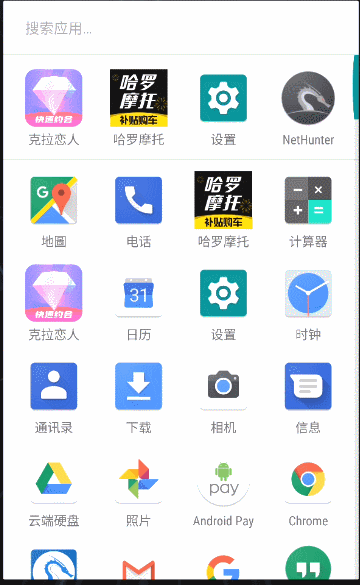 搜索应用...
快速约会
哈罗
摩托
补贴购车
克拉恋人
哈罗摩托
设置
NetHunter
G
哈罗
摩托
补贴购车
地圖
电话
哈罗摩托
计算器
快速约会
31
克拉恋人
日历
设置
时钟
通讯录
下载
相机
信息
pay
云端硬盘
照片
Android Pay
Chrome